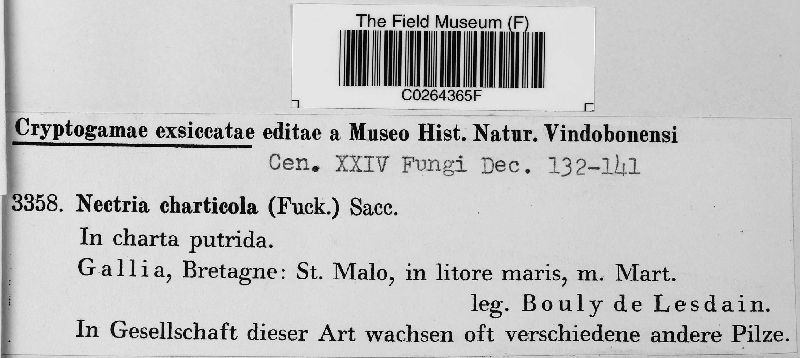 The Field Museum (F)
C0264365F
Cryptogamae exsiccatae editae a Museo Hist. Natur. Vindobonensi
Cen. XXIV Fungi Dec. 132-141
3358. Nectria charticola (Fuck.) Sacc.
In charta putrida.
Gallia, Bretagne: St. Malo, in litore maris, m. Mart.
leg. Bouly de Lesdain.
In Gesellschaft dieser Art wachsen oft verschiedene andere Pilze.